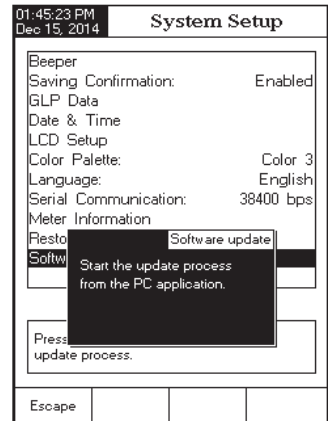 01:45:23 PM
Dec 15, 2014
System Setup
Beeper
Saving Confirmation: Enabled
GLP Data
Date & Time
LCD Setup
Color Palette: Color 3
Language: English
Serial Communication: 38400 bps
Meter Information
Resto
Softw
Software update
Start the update process
from the PC application.
Press
update process.
Escape